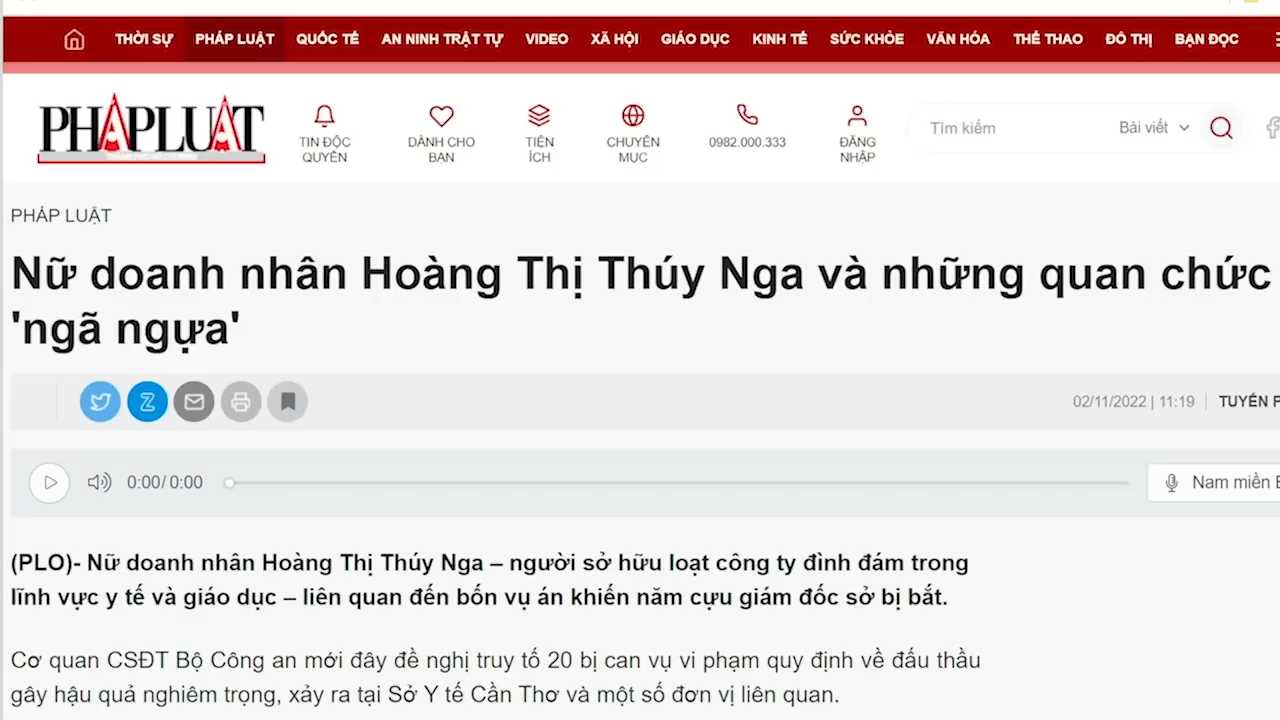 THỜI SỰ PHÁP LUẬT QUỐC TẾ AN NINH TRẬT TỰ VIDEO XÃ HỘI GIÁO DỤC KINH TẾ SỨC KHỎE VĂN HÓA THỂ THAO ĐÔ THỊ BẠN ĐỌC
PHÁPLUẬT
TIN ĐỘC QUYỀN
DÀNH CHO BẠN
TIỆN ÍCH
CHUYÊN MỤC
0982.000.333
ĐĂNG NHẬP
Tìm kiếm
Bài viết
PHÁP LUẬT
Nữ doanh nhân Hoàng Thị Thúy Nga và những quan chức
'ngã ngựa'
02/11/2022 | 11:19
TUYẾN
0:00/ 0:00
Nam miền
(PLO)- Nữ doanh nhân Hoàng Thị Thúy Nga – người sở hữu loạt công ty đình đám trong
lĩnh vực y tế và giáo dục – liên quan đến bốn vụ án khiến năm cựu giám đốc sở bị bắt.
Cơ quan CSĐT Bộ Công an mới đây đề nghị truy tố 20 bị can vụ vi phạm quy định về đấu thầu
gây hậu quả nghiêm trọng, xảy ra tại Sở Y tế Cần Thơ và một số đơn vị liên quan.